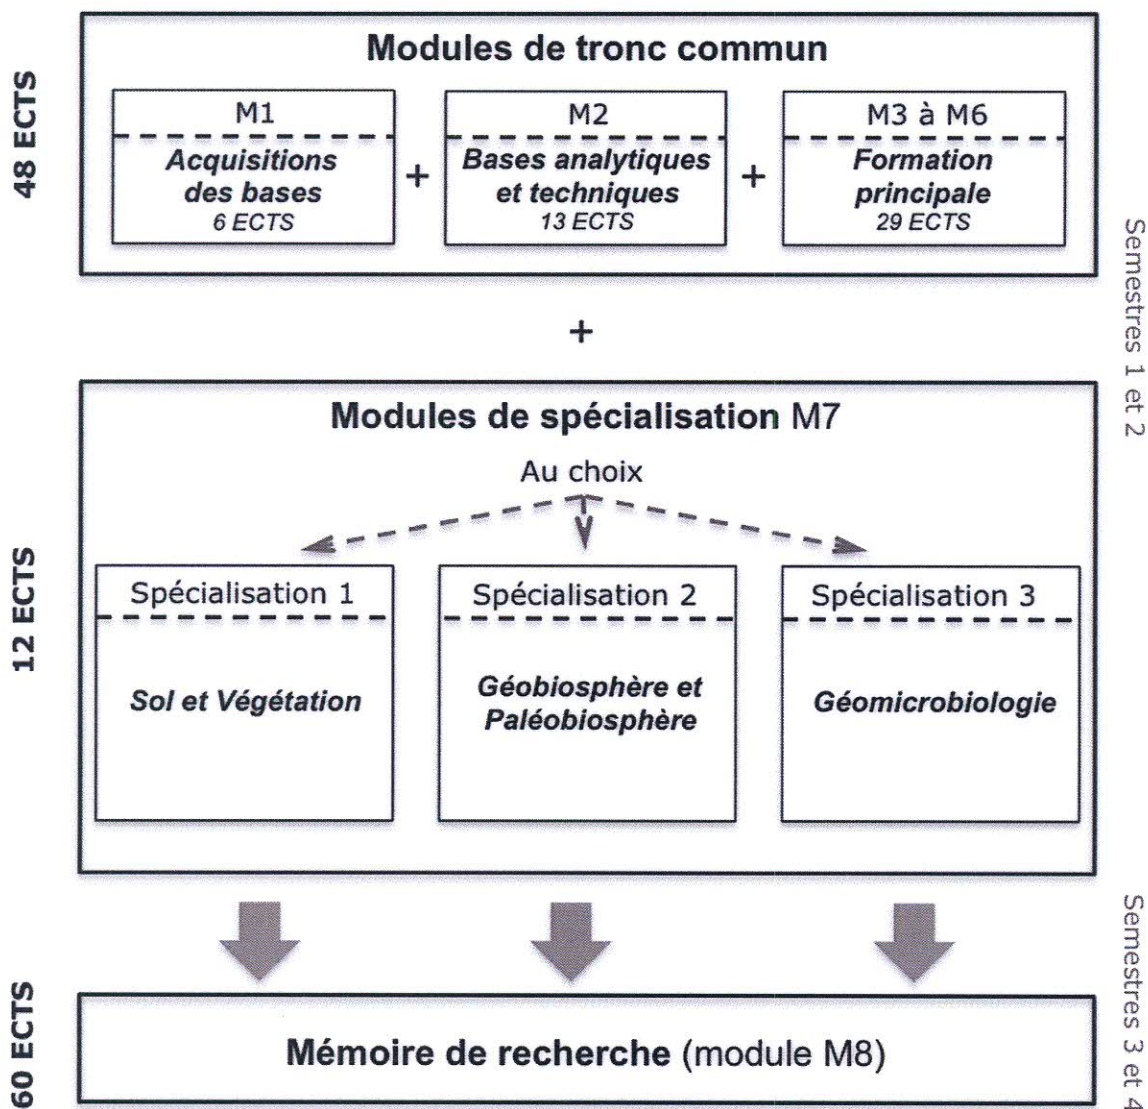 48 ECTS
Modules de tronc commun
M1
Acquisitions
des bases
6 ECTS
+
M2
Bases analytiques
et techniques
13 ECTS
+
M3 à M6
Formation
principale
29 ECTS
Semestres 1 et 2
+
12 ECTS
Modules de spécialisation M7
Au choix
Spécialisation 1
Sol et Végétation
Spécialisation 2
Géobiosphère et
Paléobiosphère
Spécialisation 3
Géomicrobiologie
Semestres 3 et 4
60 ECTS
Mémoire de recherche (module M8)